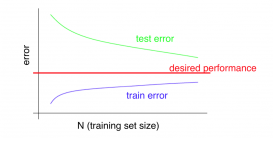 test error
desired performance
error
train error
N (training set size)